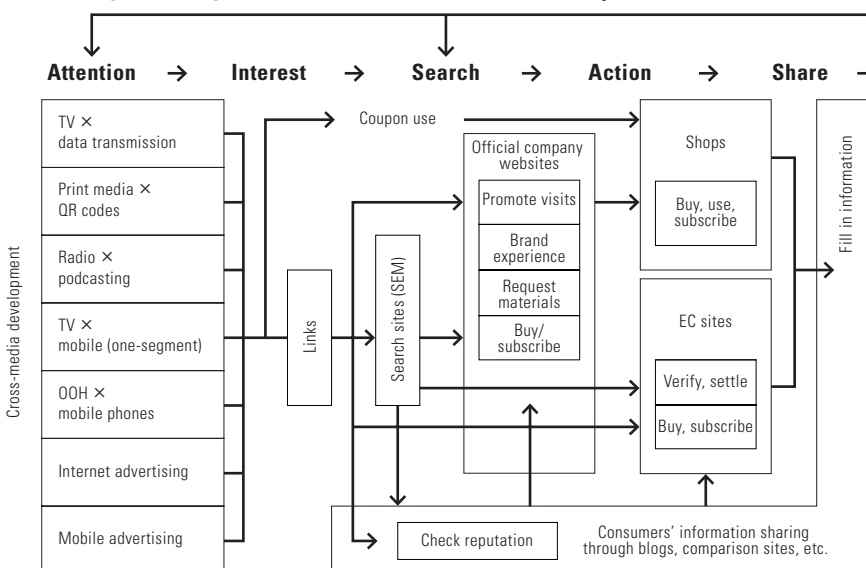 Attention → Interest → Search → Action → Share
Cross-media development
TV ×
data transmission
Print media ×
QR codes
Radio ×
podcasting
TV ×
mobile (one-segment)
OOH ×
mobile phones
Internet advertising
Mobile advertising
Links
Coupon use
Search sites (SEM)
Official company
websites
Promote visits
Brand
experience
Request
materials
Buy/
subscribe
Shops
Buy, use,
subscribe
EC sites
Verify, settle
Buy, subscribe
Fill in information
Check reputation
Consumers’ information sharing
through blogs, comparison sites, etc.